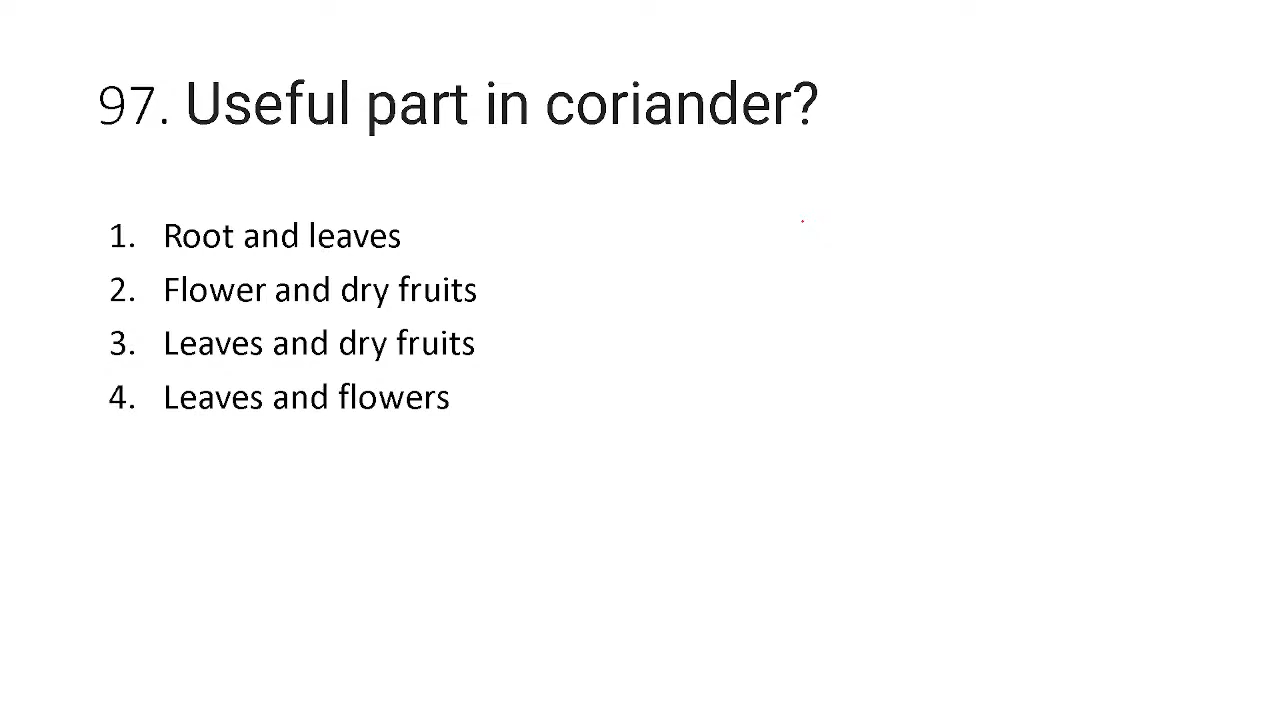 97. Useful part in coriander?
1. Root and leaves
2. Flower and dry fruits
3. Leaves and dry fruits
4. Leaves and flowers